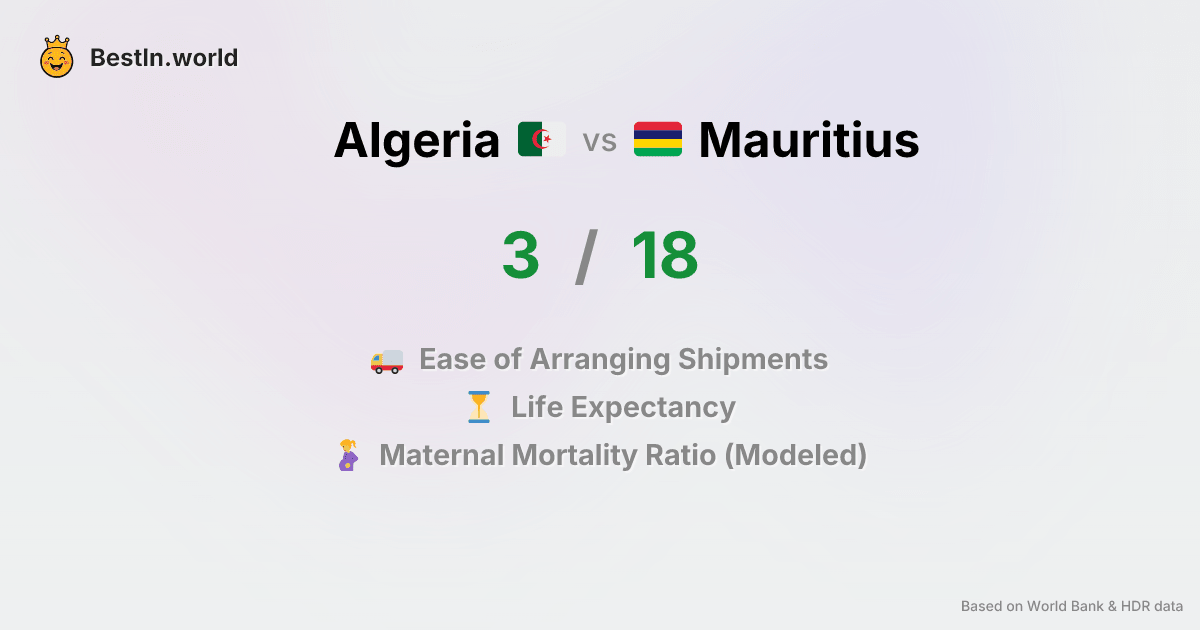 BestIn.world
Algeria vs Mauritius
3 / 18
Ease of Arranging Shipments
Life Expectancy
Maternal Mortality Ratio (Modeled)
Based on World Bank & HDR data